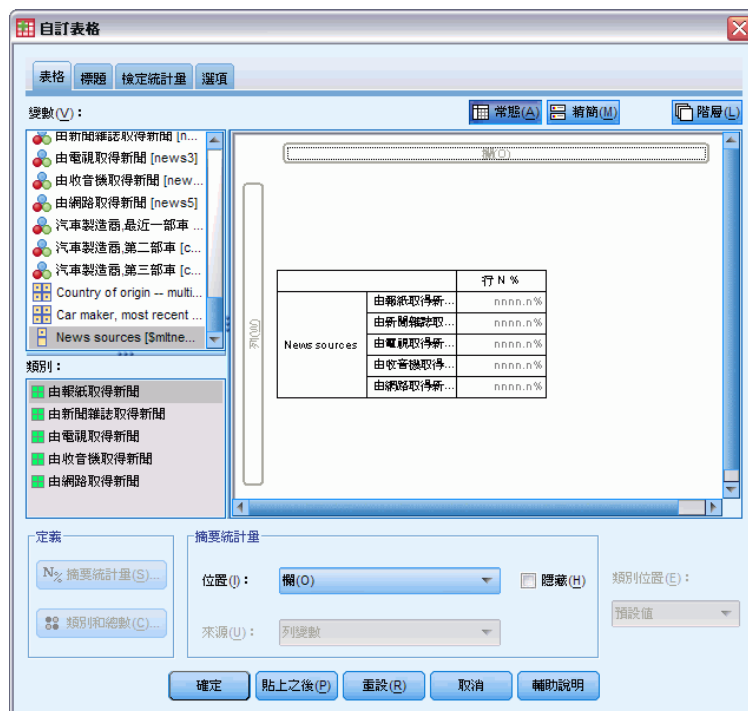 自訂表格
表格 標題 檢定統計量 選項
變數(V)：
常態(A) 精簡(M) 階層(L)
由新聞雜誌取得新聞 [n...
由電視取得新聞 [news3]
由收音機取得新聞 [new...
由網路取得新聞 [news5]
汽車製造商,最近一部車 ...
汽車製造商,第二部車 [c...
汽車製造商,第三部車 [c...
Country of origin -- multi...
Car maker, most recent ...
News sources [$mltne...
類別：
由報紙取得新聞
由新聞雜誌取得新聞
由電視取得新聞
由收音機取得新聞
由網路取得新聞
欄(O)
列(W)
行 N %
News sources
由報紙取得新... nnnn.n%
由新聞雜誌取... nnnn.n%
由電視取得新... nnnn.n%
由收音機取得... nnnn.n%
由網路取得新... nnnn.n%
定義
N% 摘要統計量(S)...
類別和總數(C)...
摘要統計量
位置(I)： 欄(O) 隱藏(H)
來源(U)： 列變數
類別位置(E)：
預設值
確定 貼上之後(P) 重設(R) 取消 輔助說明